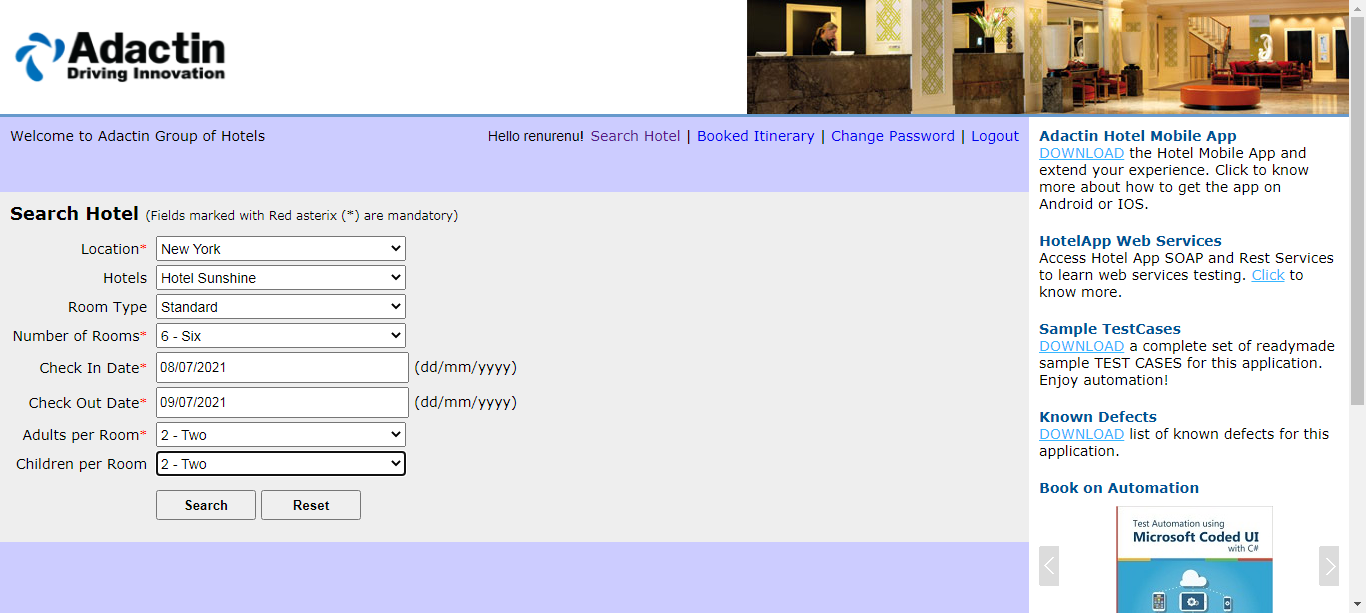 Adactin
Driving Innovation
Welcome to Adactin Group of Hotels
Hello renurenu! Search Hotel | Booked Itinerary | Change Password | Logout
Search Hotel (Fields marked with Red asterix (*) are mandatory)
Location* New York
Hotels Hotel Sunshine
Room Type Standard
Number of Rooms* 6 - Six
Check In Date* 08/07/2021 (dd/mm/yyyy)
Check Out Date* 09/07/2021 (dd/mm/yyyy)
Adults per Room* 2 - Two
Children per Room 2 - Two
Search Reset
Adactin Hotel Mobile App
DOWNLOAD the Hotel Mobile App and
extend your experience. Click to know
more about how to get the app on
Android or IOS.
HotelApp Web Services
Access Hotel App SOAP and Rest Services
to learn web services testing. Click to
know more.
Sample TestCases
DOWNLOAD a complete set of readymade
sample TEST CASES for this application.
Enjoy automation!
Known Defects
DOWNLOAD list of known defects for this
application.
Book on Automation
Test Automation using
Microsoft Coded UI
with C#